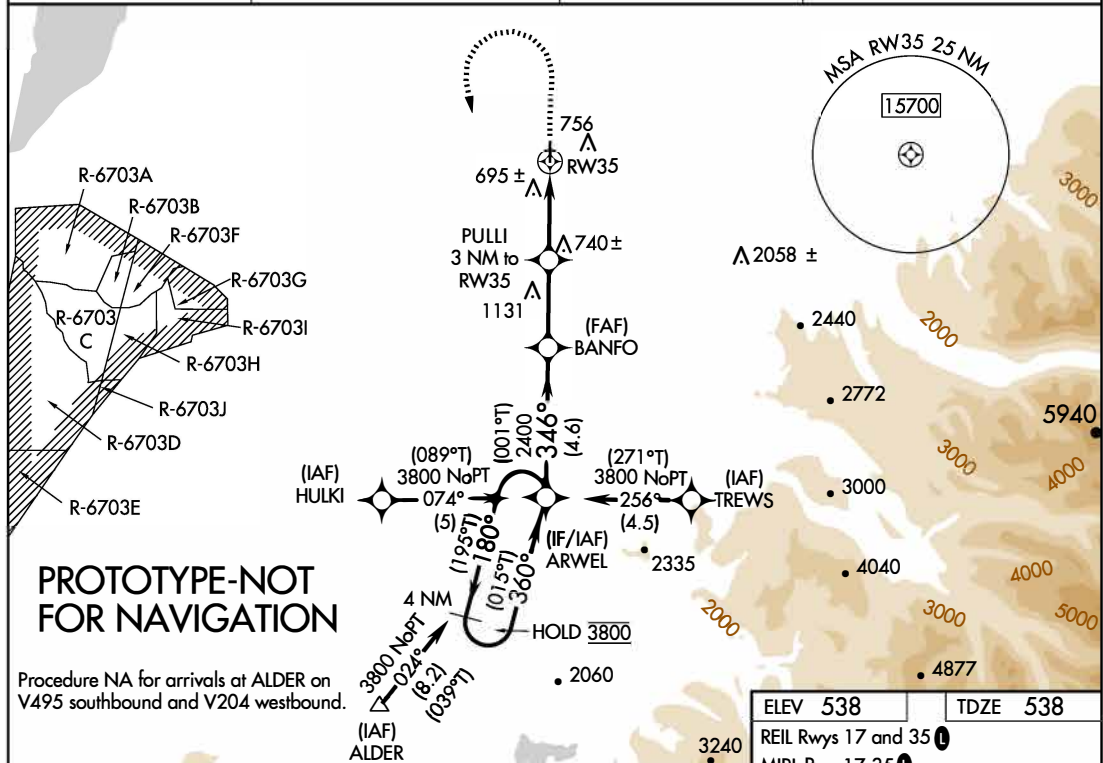 MSA RW35 25 NM
15700
756
RW35
695 ±
R-6703A
R-6703B
R-6703F
R-6703G
R-6703I
R-6703
C
R-6703H
R-6703J
R-6703D
R-6703E
PULLI
3 NM to
RW35
740 ±
1131
2058 ±
3000
2440
2000
(FAF)
BANFO
2772
5940
3000
4000
(001°T)
2400
346°
(4.6)
(IAF)
HULKI
(089°T)
3800 NoPT
074°
(5)
(271°T)
3800 NoPT
256°
(4.5)
(IAF)
TREWS
3000
(IF/IAF)
ARWEL
(195°T)
180°
(015°T)
360°
2335
4040
4000
5000
3000
2000
4 NM
HOLD 3800
PROTOTYPE-NOT
FOR NAVIGATION
3800 NoPT
024°
(8.2)
(039°T)
2060
4877
Procedure NA for arrivals at ALDER on
V495 southbound and V204 westbound.
(IAF)
ALDER
3240
ELEV 538
TDZE 538
REIL Rwys 17 and 35 L